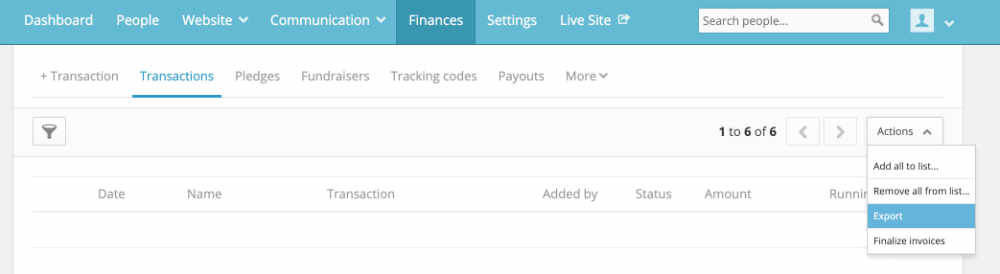 Dashboard People Website Communication Finances Settings Live Site Search people...
+ Transaction Transactions Pledges Fundraisers Tracking codes Payouts More
1 to 6 of 6 Actions
Add all to list...
Date Name Transaction Added by Status Amount Runnin Remove all from list...
Export
Finalize invoices